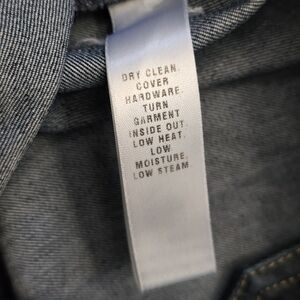 DRY CLEAN.
COVER
HARDWARE.
TURN
GARMENT
INSIDE OUT.
LOW HEAT.
LOW
MOISTURE.
LOW STEAM